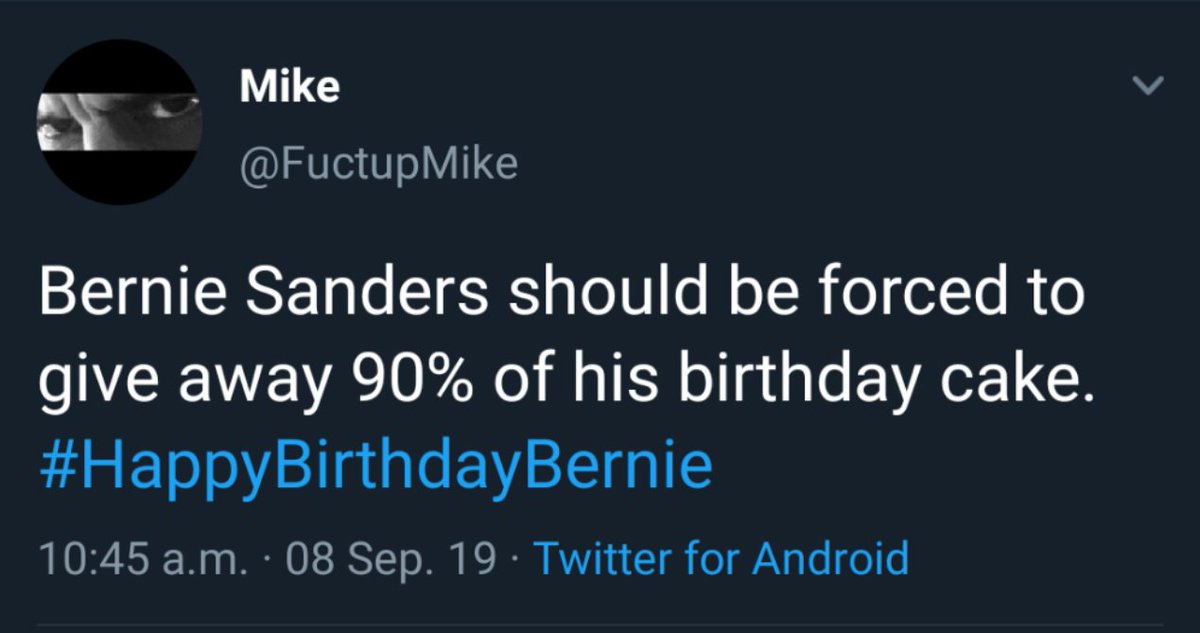 Mike
@FuctupMike
Bernie Sanders should be forced to
give away 90% of his birthday cake.
#HappyBirthdayBernie
10:45 a.m. · 08 Sep. 19 · Twitter for Android